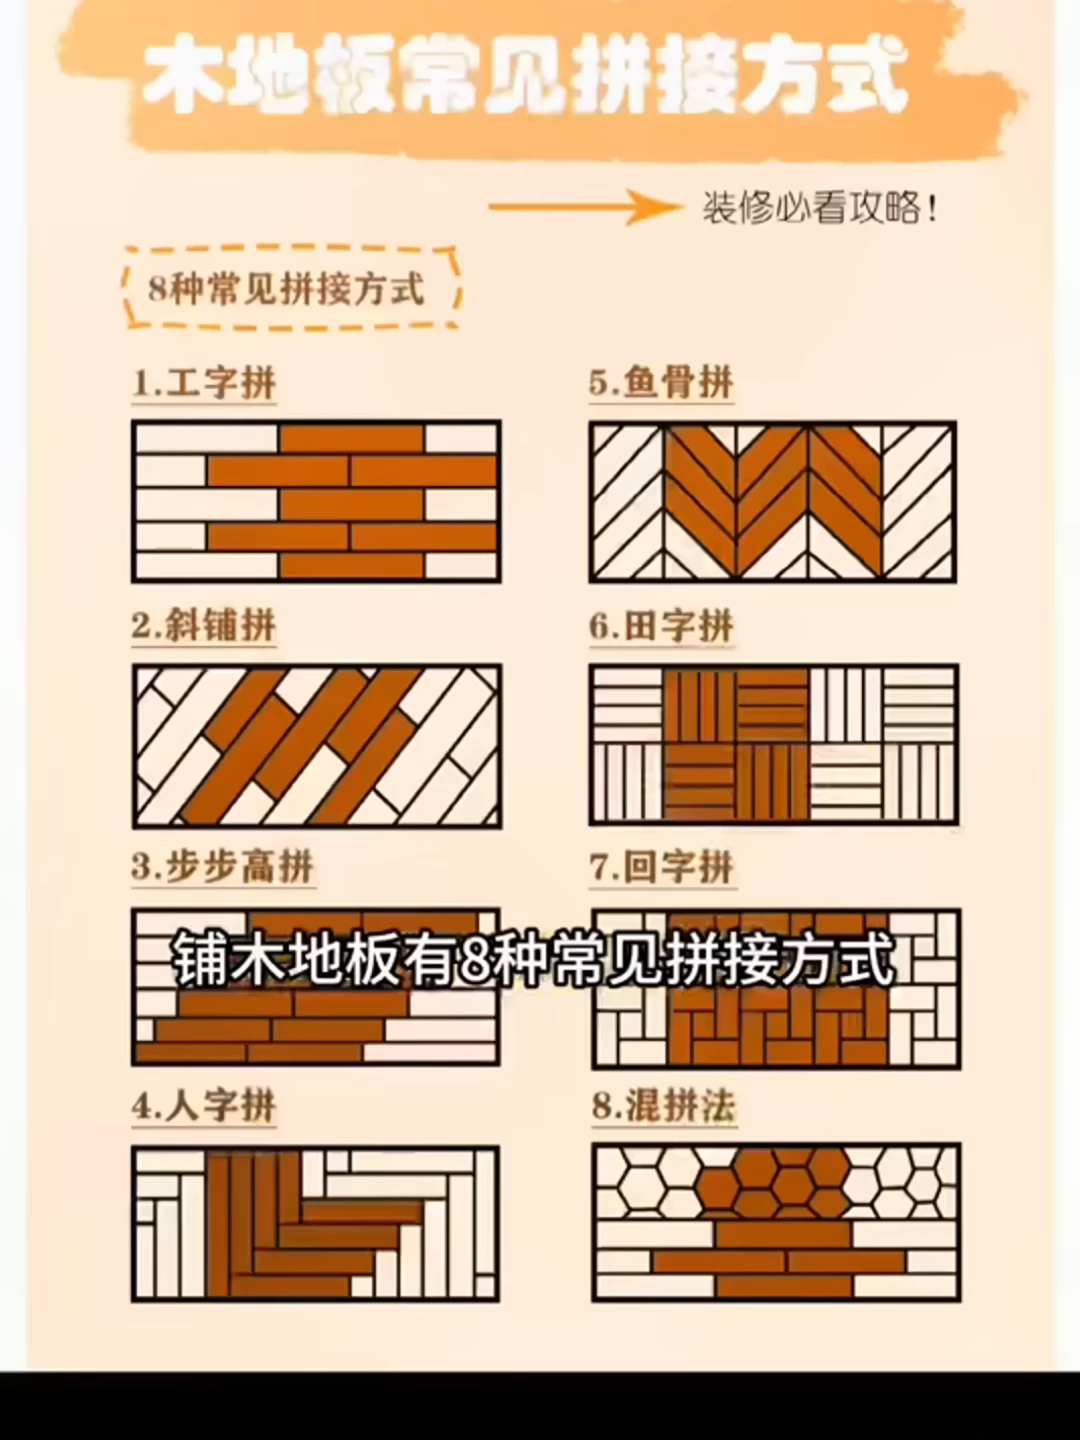 木地板常见拼接方式
装修必看攻略!
8种常见拼接方式
1.工字拼
5.鱼骨拼
2.斜铺拼
6.田字拼
3.步步高拼
7.回字拼
铺木地板有8种常见拼接方式
4.人字拼
8.混拼法